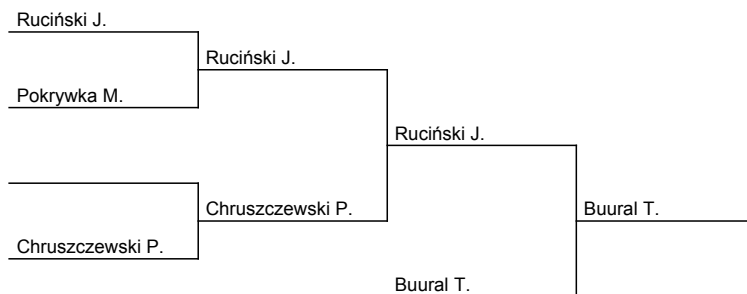 Ruciński J.
Ruciński J.
Pokrywka M.
Ruciński J.
Chruszczewski P.
Buural T.
Chruszczewski P.
Buural T.